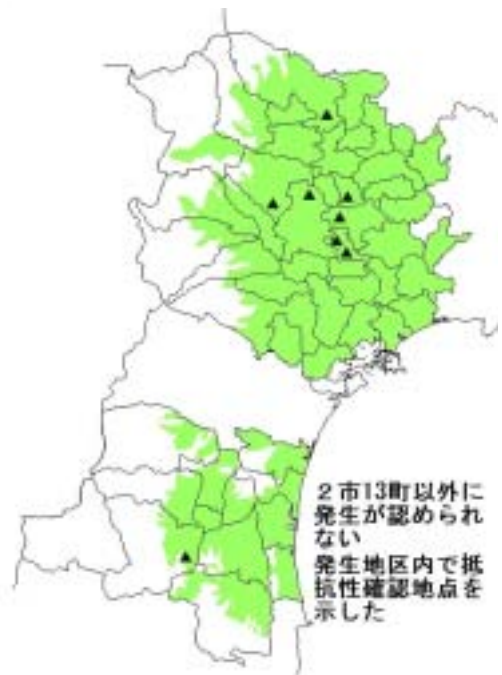 ２市13町以外に
発生が認められ
ない
発生地区内で抵
抗性確認地点を
示した